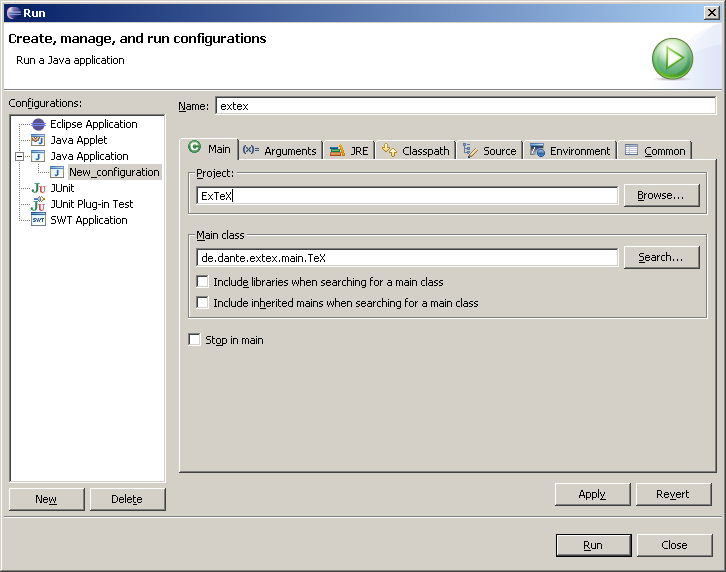 Run
Create, manage, and run configurations
Run a Java application
Configurations:
Eclipse Application
Java Applet
Java Application
New_configuration
JUnit
JUnit Plug-in Test
SWT Application
New
Delete
Name: extex
Main
Arguments
JRE
Classpath
Source
Environment
Common
Project:
ExTeX
Browse...
Main class
de.dante.extex.main.TeX
Search...
Include libraries when searching for a main class
Include inherited mains when searching for a main class
Stop in main
Apply
Revert
Run
Close